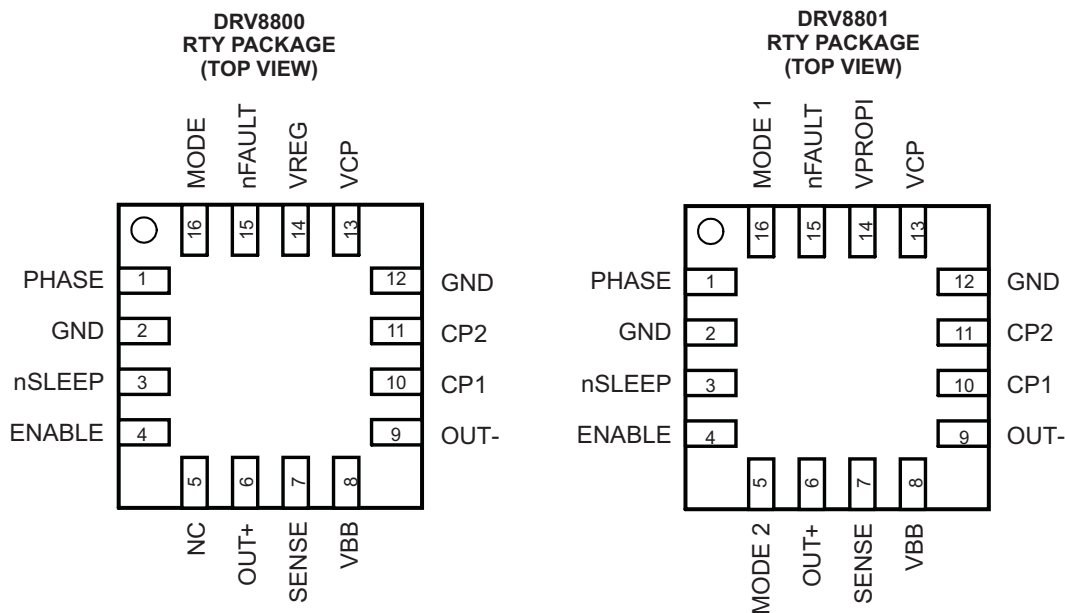 DRV8800
RTY PACKAGE
(TOP VIEW)
MODE
nFAULT
VREG
VCP
16
15
14
13
PHASE 1
GND 2
nSLEEP 3
ENABLE 4
12 GND
11 CP2
10 CP1
9 OUT-
5
6
7
8
NC
OUT+
SENSE
VBB
DRV8801
RTY PACKAGE
(TOP VIEW)
MODE 1
nFAULT
VPROPI
VCP
16
15
14
13
PHASE 1
GND 2
nSLEEP 3
ENABLE 4
12 GND
11 CP2
10 CP1
9 OUT-
5
6
7
8
MODE 2
OUT+
SENSE
VBB